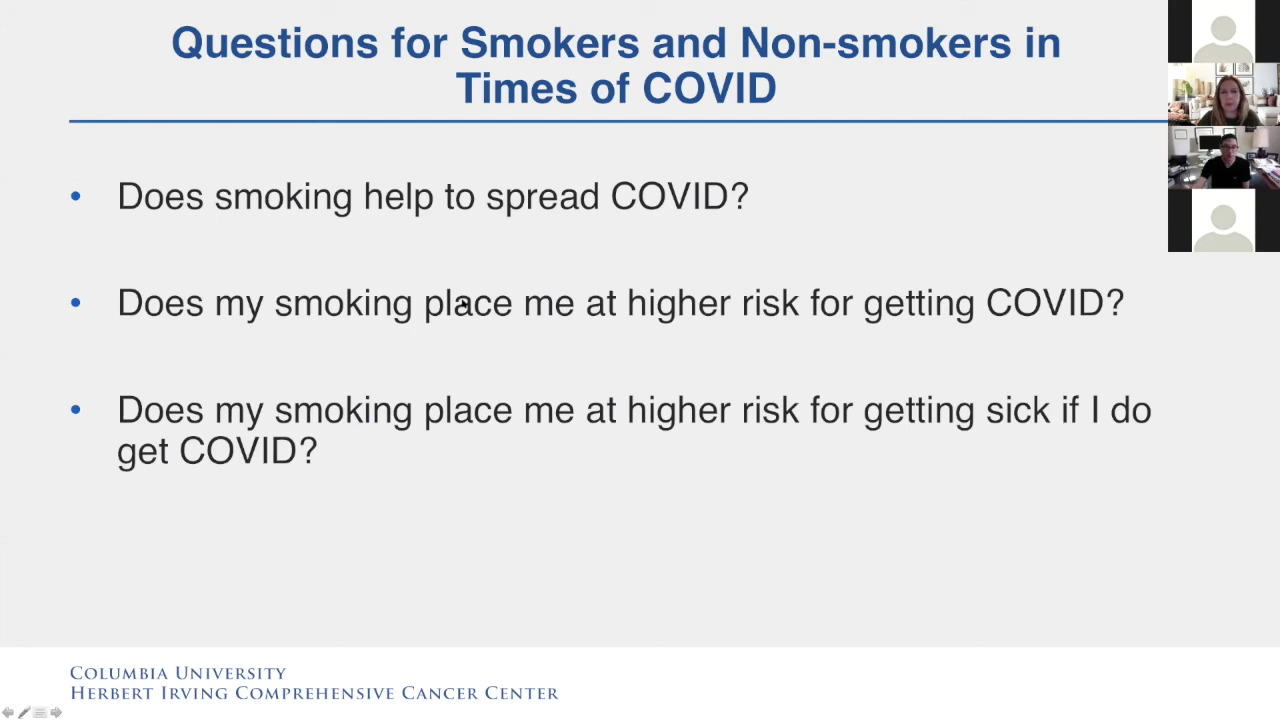 Questions for Smokers and Non-smokers in
Times of COVID
• Does smoking help to spread COVID?
• Does my smoking place me at higher risk for getting COVID?
• Does my smoking place me at higher risk for getting sick if I do
get COVID?
COLUMBIA UNIVERSITY
HERBERT IRVING COMPREHENSIVE CANCER CENTER